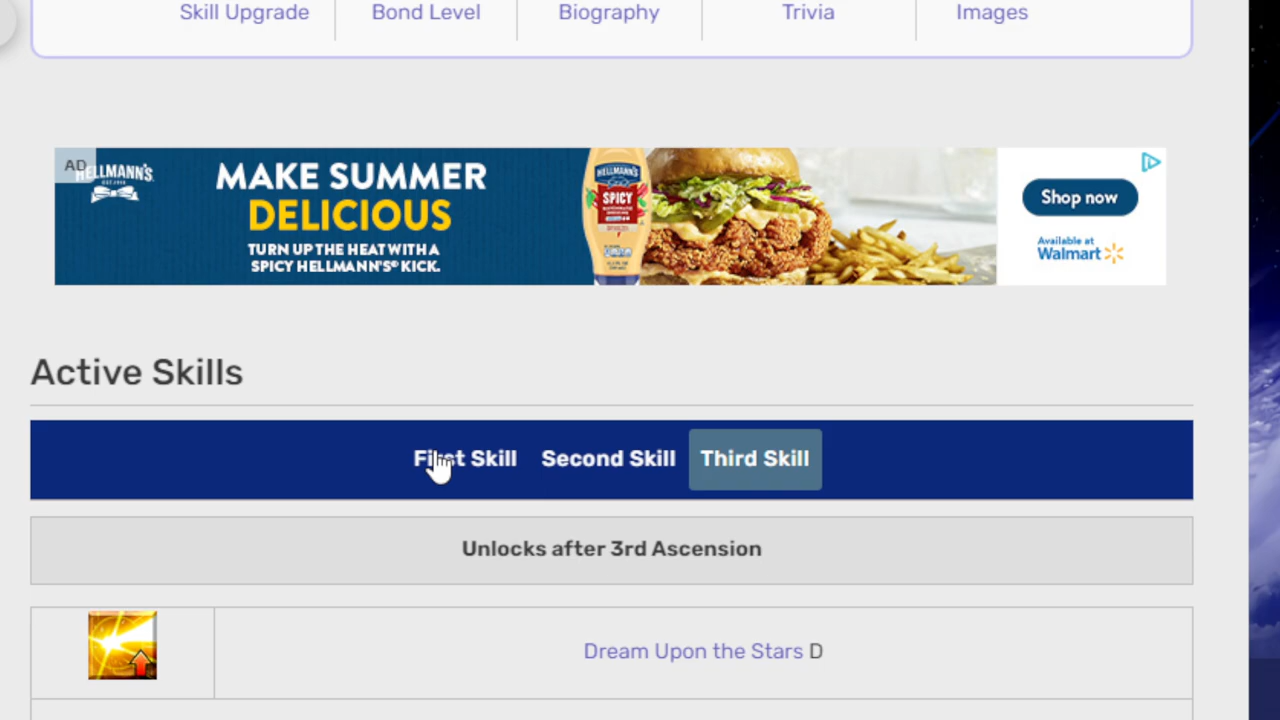 Skill Upgrade
Bond Level
Biography
Trivia
Images
AD
HELLMANN'S
MAKE SUMMER
DELICIOUS
TURN UP THE HEAT WITH A
SPICY HELLMANN'S® KICK.
HELLMANN'S
SPICY
Shop now
Available at
Walmart
Active Skills
First Skill
Second Skill
Third Skill
Unlocks after 3rd Ascension
Dream Upon the Stars D